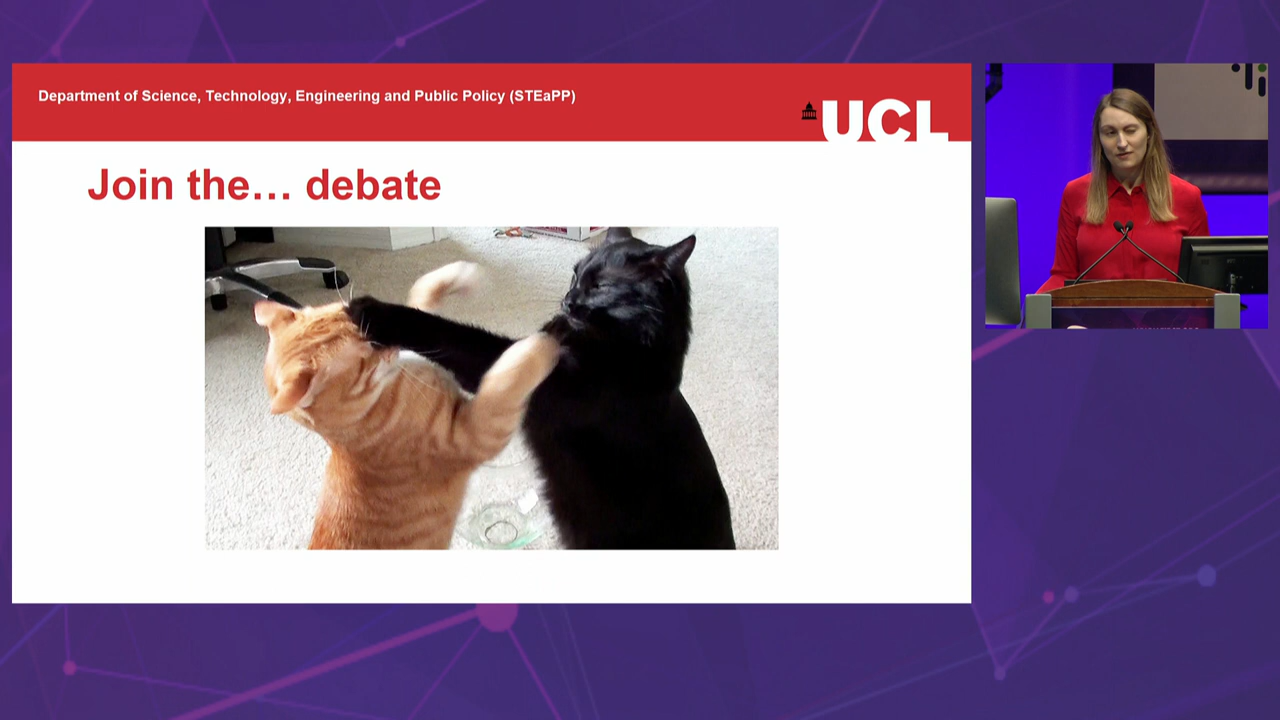 Department of Science, Technology, Engineering and Public Policy (STEaPP)
UCL
Join the… debate